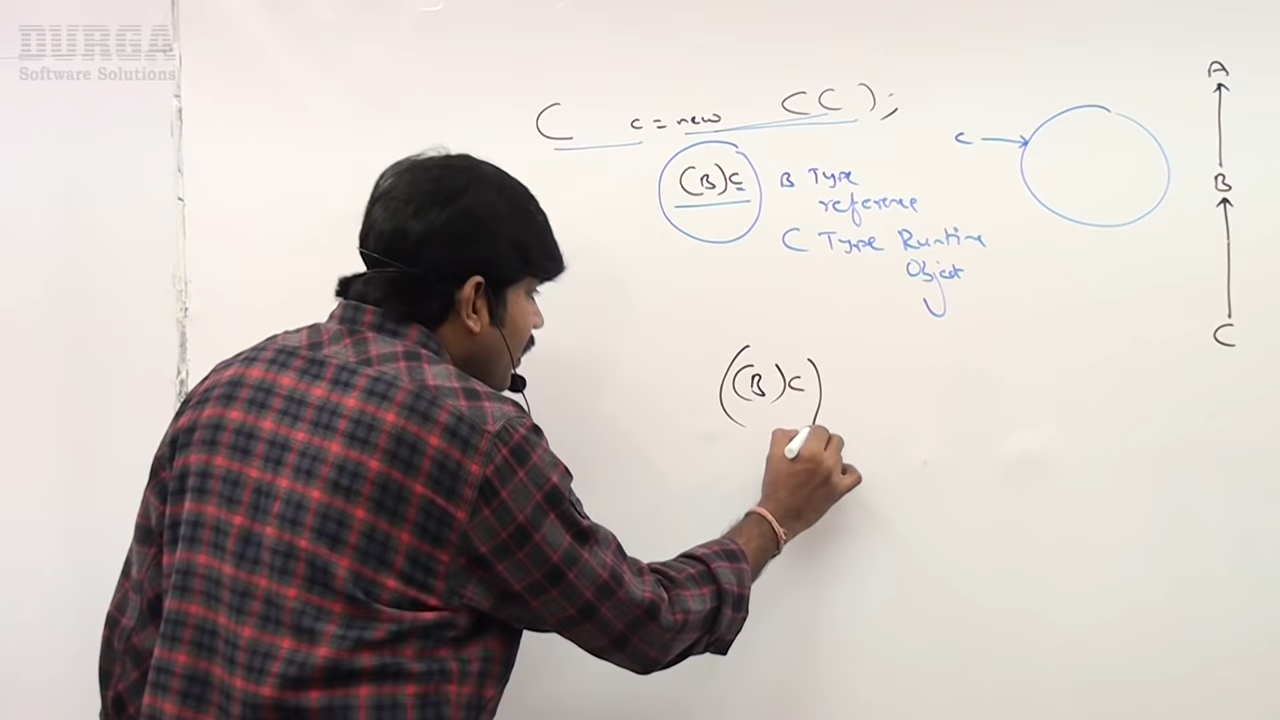 DURGA
Software Solutions
C c = new C();
(B)c
B Type
reference
C Type Runtime
Object
((B)c)
c
A
B
C